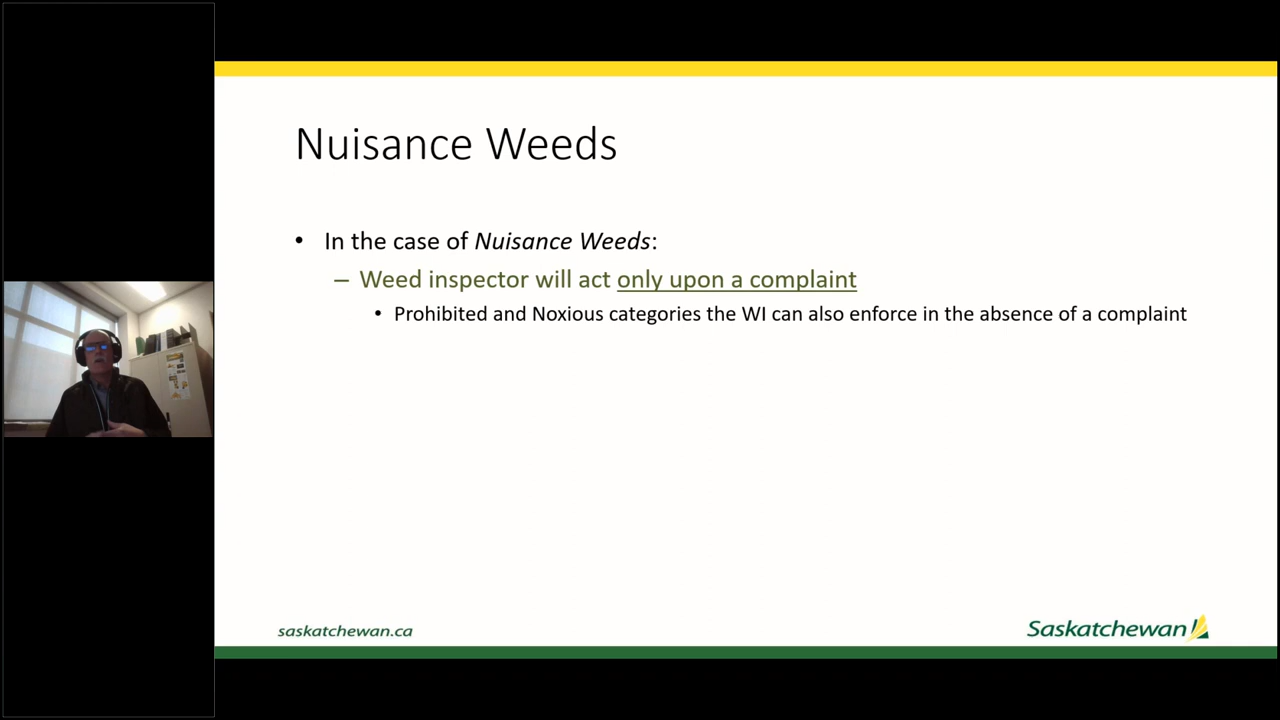 Nuisance Weeds
• In the case of Nuisance Weeds:
– Weed inspector will act only upon a complaint
• Prohibited and Noxious categories the WI can also enforce in the absence of a complaint
saskatchewan.ca
Saskatchewan